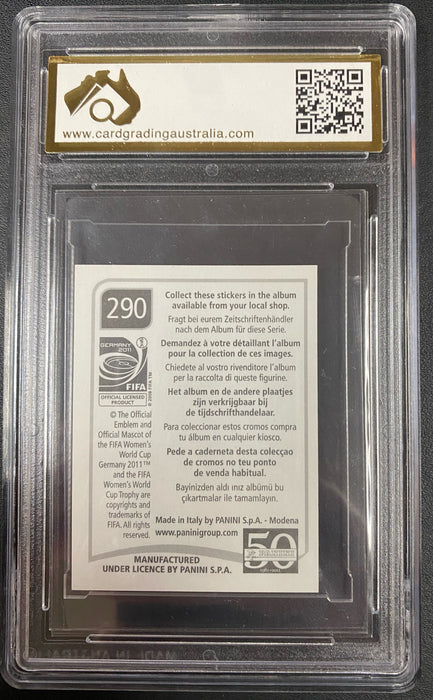 www.cardgradingaustralia.com
290
Collect these stickers in the album
available from your local shop.
Fragt bei eurem Zeitschriftenhändler
nach dem Album für diese Serie.
Demandez à votre détaillant l'album
pour la collection de ces images.
Chiedete al vostro rivenditore l'album
per la raccolta di queste figurine.
Het album en de andere plaatjes
zijn verkrijgbaar bij
de tijdschrifthandelaar.
Para coleccionar estos cromos compra
tu álbum en cualquier kiosco.
Pede a caderneta desta colecçao
de cromos no teu ponto
de venda habitual.
Bayinizden aldı ınız albümü bu
çıkartmalar ile tamamlayın.
GERMANY
2011
FIFA
OFFICIAL LICENSED
PRODUCT
© 2008 FIFA TM
© The Official
Emblem and
Official Mascot of
the FIFA Women's
World Cup
Germany 2011™
and the FIFA
Women's World
Cup Trophy are
copyrights and
trademarks of
FIFA. All rights
reserved.
Made in Italy by PANINI S.p.A. - Modena
www.paninigroup.com
50
PANINI
MANUFACTURED
UNDER LICENCE BY PANINI S.P.A.